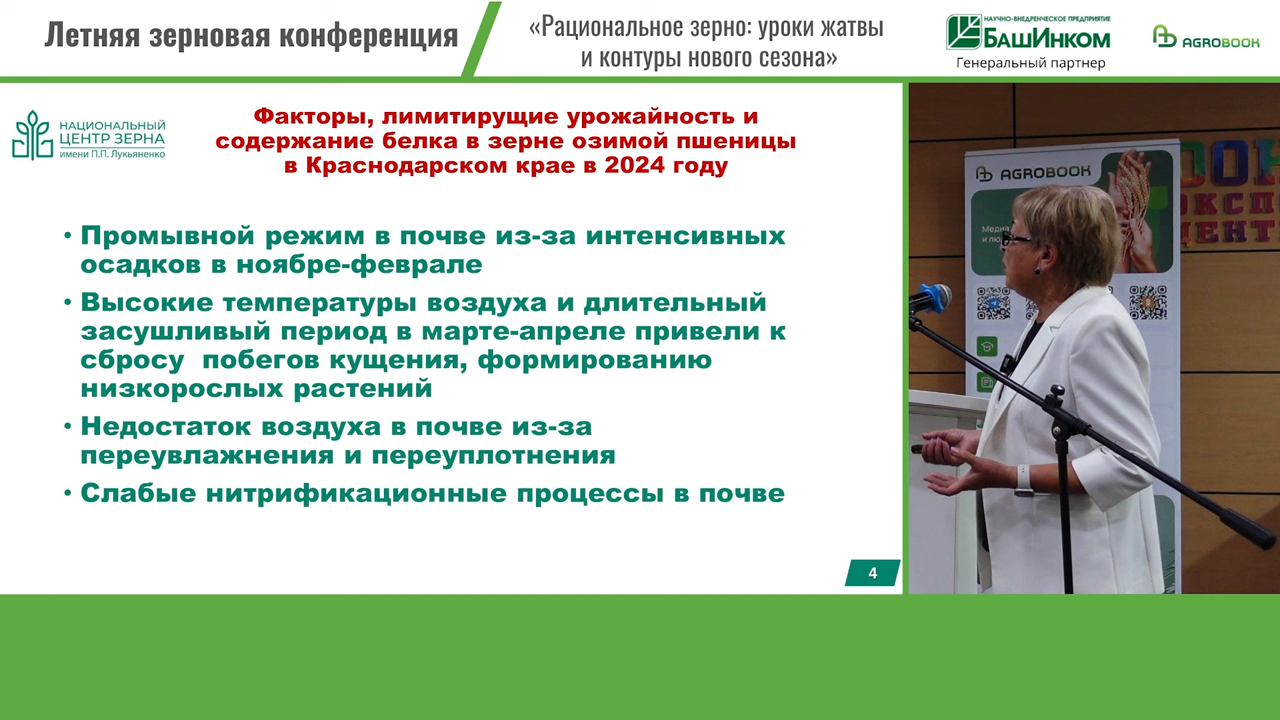 Летняя зерновая конференция
«Рациональное зерно: уроки жатвы
и контуры нового сезона»
НАУЧНО-ВНЕДРЕНЧЕСКОЕ ПРЕДПРИЯТИЕ
БАШИНКОМ
Генеральный партнер
AGROBOOK
НАЦИОНАЛЬНЫЙ
ЦЕНТР ЗЕРНА
имени П.П. Лукьяненко
Факторы, лимитирущие урожайность и
содержание белка в зерне озимой пшеницы
в Краснодарском крае в 2024 году
• Промывной режим в почве из-за интенсивных
осадков в ноябре-феврале
• Высокие температуры воздуха и длительный
засушливый период в марте-апреле привели к
сбросу  побегов кущения, формированию
низкорослых растений
• Недостаток воздуха в почве из-за
переувлажнения и переуплотнения
• Слабые нитрификационные процессы в почве
4
AGROBOOK